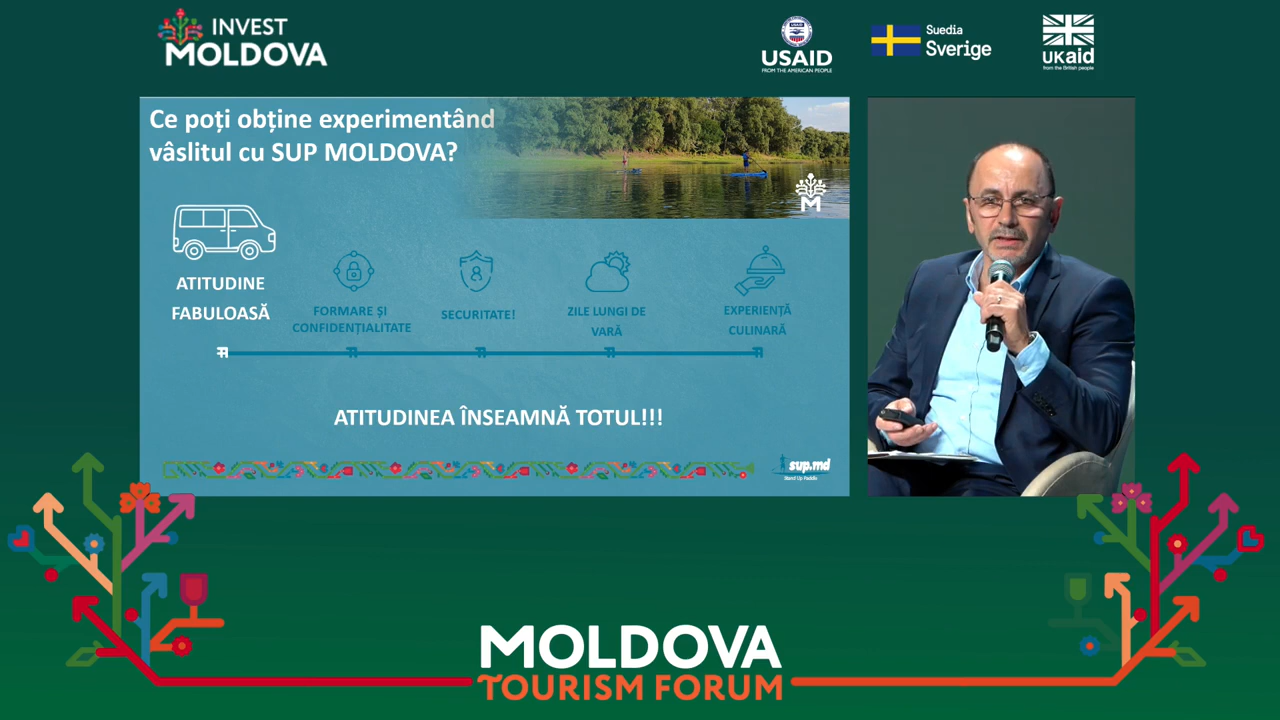 INVEST
MOLDOVA
USAID
FROM THE AMERICAN PEOPLE
Suedia
Sverige
UKaid
from the British people
Ce poți obține experimentând
vâslitul cu SUP MOLDOVA?
M
ATITUDINE
FABULOASĂ
FORMARE ȘI
CONFIDENȚIALITATE
SECURITATE!
ZILE LUNGI DE
VARĂ
EXPERIENȚĂ
CULINARĂ
ATITUDINEA ÎNSEAMNĂ TOTUL!!!
sup.md
Stand Up Paddle
MOLDOVA
TOURISM FORUM